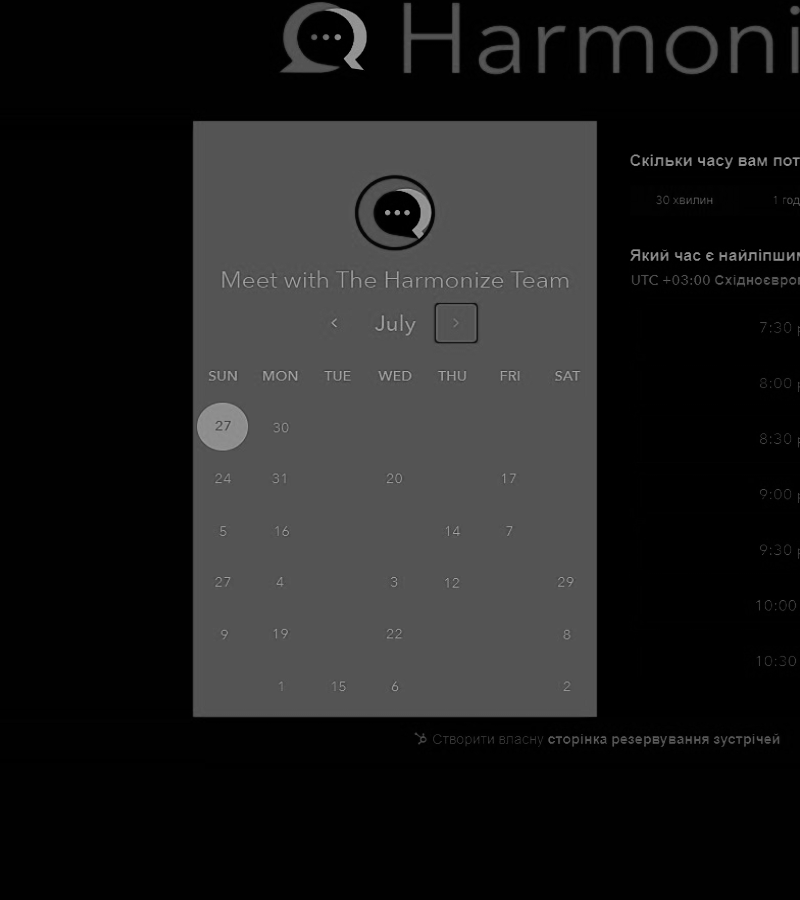 Harmoni
Meet with The Harmonize Team
July
SUN MON TUE WED THU FRI SAT
27 30
24 31 20 17
5 16 14 7
27 4 3 12 29
9 19 22 8
1 15 6 2
Скільки часу вам пот
30 хвилин 1 год
Який час є найліпшим
UTC +03:00 Східноєвро
7:30
8:00
8:30
9:00
9:30
10:00
10:30
Створити власну сторінка резервування зустрічей